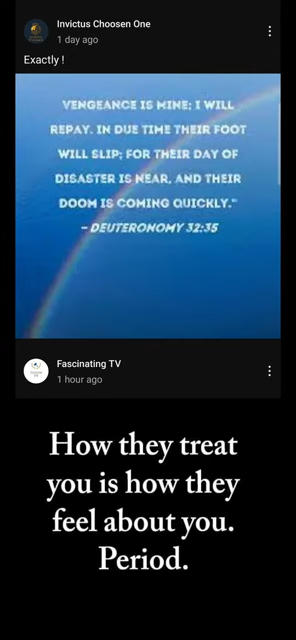 Invictus Choosen One
1 day ago
Exactly !
VENGEANCE IS MINE; I WILL
REPAY. IN DUE TIME THEIR FOOT
WILL SLIP; FOR THEIR DAY OF
DISASTER IS NEAR, AND THEIR
DOOM IS COMING QUICKLY."
– DEUTERONOMY 32:35
Fascinating TV
1 hour ago
How they treat
you is how they
feel about you.
Period.